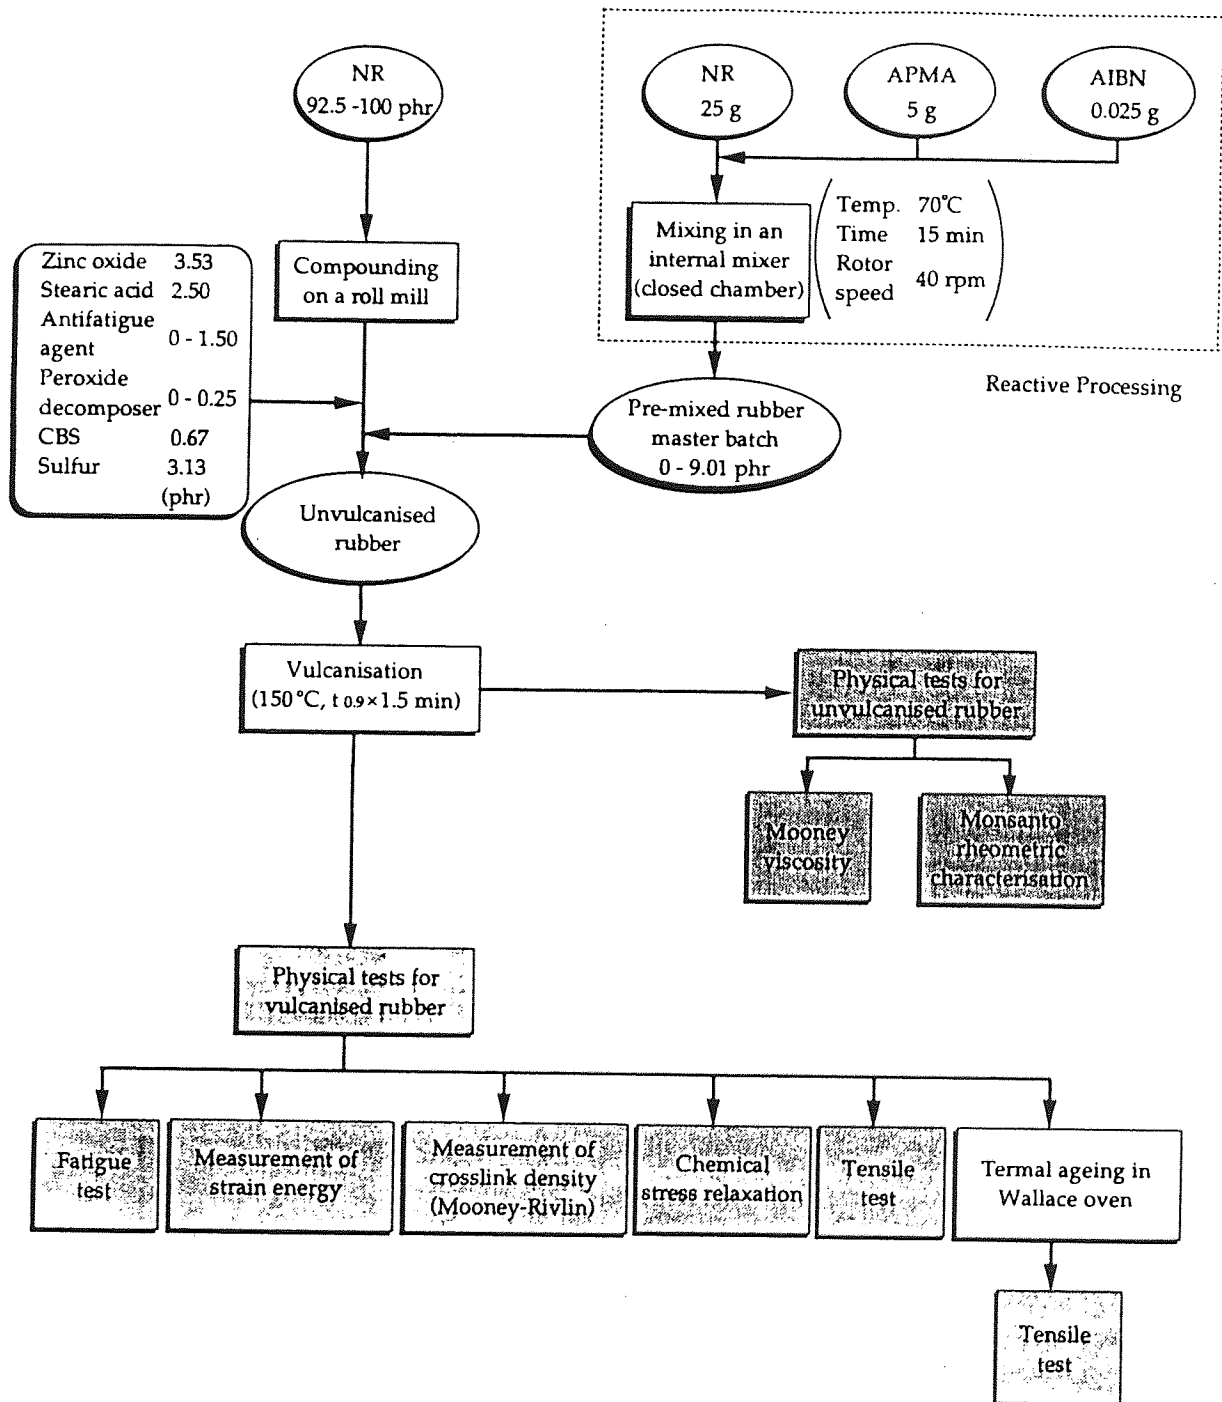 NR
92.5 -100 phr
NR
25 g
APMA
5 g
AIBN
0.025 g
Mixing in an
internal mixer
(closed chamber)
Temp. 70°C
Time 15 min
Rotor
speed 40 rpm
Reactive Processing
Compounding
on a roll mill
Zinc oxide 3.53
Stearic acid 2.50
Antifatigue
agent 0 - 1.50
Peroxide
decomposer 0 - 0.25
CBS 0.67
Sulfur 3.13
(phr)
Pre-mixed rubber
master batch
0 - 9.01 phr
Unvulcanised
rubber
Vulcanisation
(150°C, t 0.9×1.5 min)
Physical tests for
unvulcanised rubber
Mooney
viscosity
Monsanto
rheometric
characterisation
Physical tests for
vulcanised rubber
Fatigue
test
Measurement of
strain energy
Measurement of
crosslink density
(Mooney-Rivlin)
Chemical
stress relaxation
Tensile
test
Termal ageing in
Wallace oven
Tensile
test